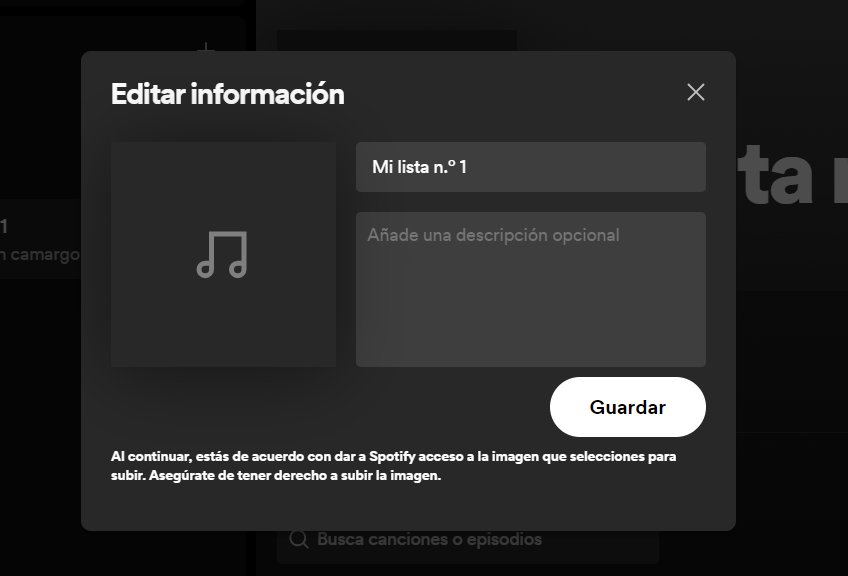 Editar información
Mi lista n.º 1
Añade una descripción opcional
ta
1
camargo
Guardar
Al continuar, estás de acuerdo con dar a Spotify acceso a la imagen que selecciones para
subir. Asegúrate de tener derecho a subir la imagen.
Busca canciones o episodios